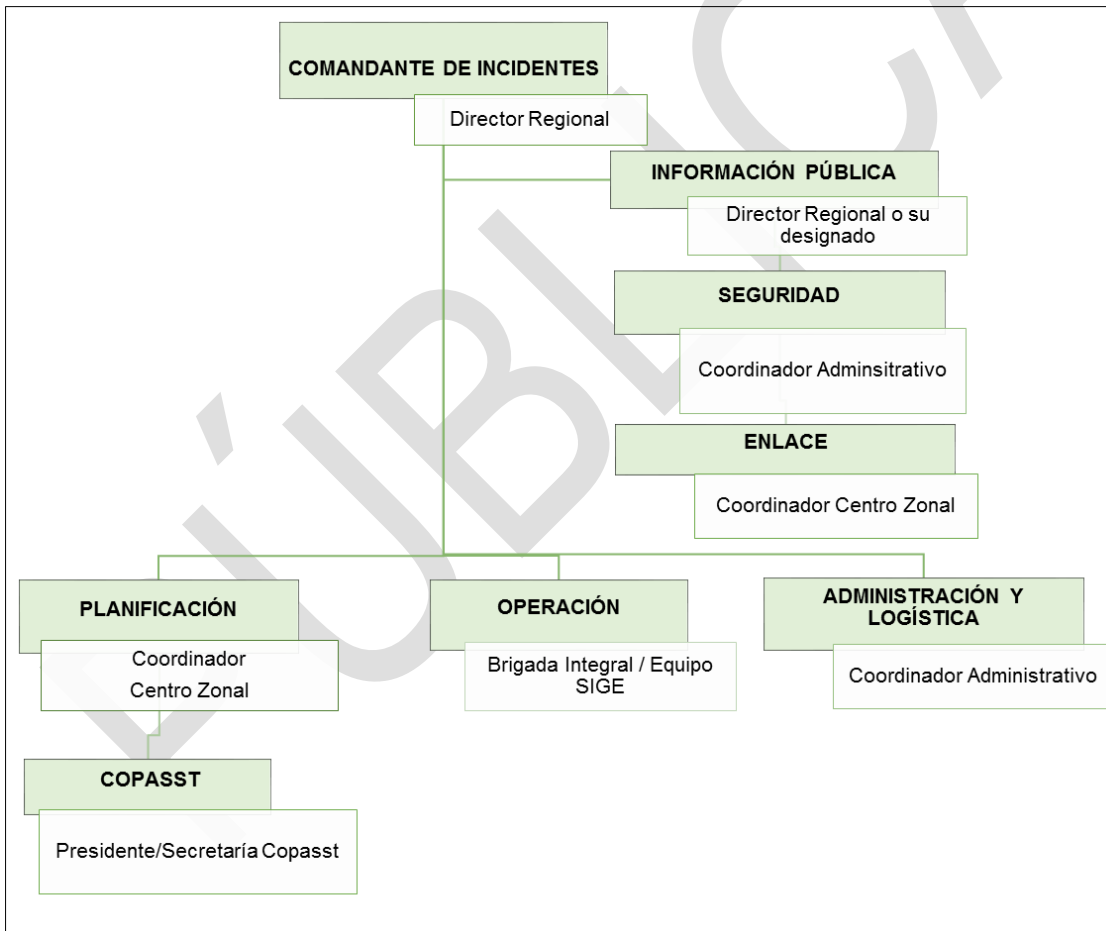 COMANDANTE DE INCIDENTES
Director Regional
INFORMACIÓN PÚBLICA
Director Regional o su
designado
SEGURIDAD
Coordinador Adminsitrativo
ENLACE
Coordinador Centro Zonal
PLANIFICACIÓN
Coordinador
Centro Zonal
OPERACIÓN
Brigada Integral / Equipo
SIGE
ADMINISTRACIÓN Y
LOGÍSTICA
Coordinador Administrativo
COPASST
Presidente/Secretaría Copasst
PÚBLICA